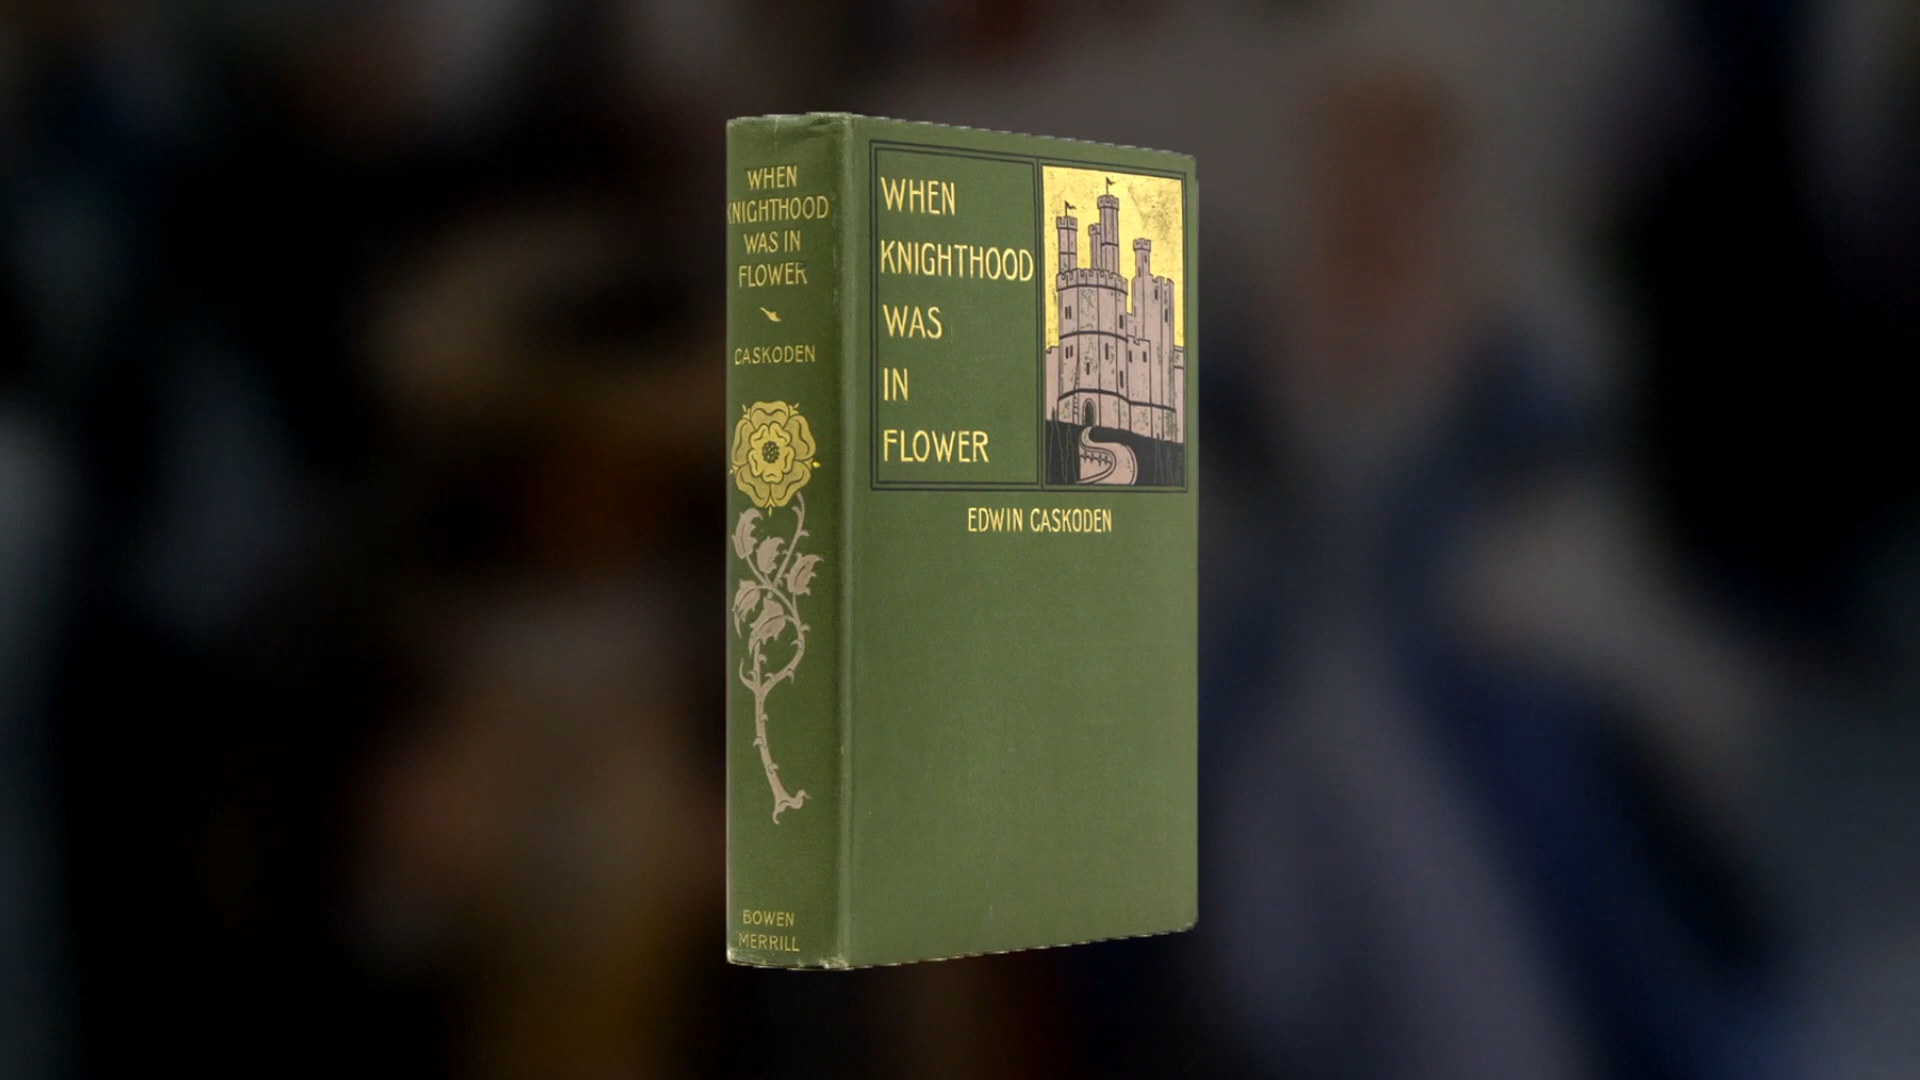 WHEN
KNIGHTHOOD
WAS IN
FLOWER
CASKODEN
BOWEN
MERRILL
WHEN
KNIGHTHOOD
WAS
IN
FLOWER
EDWIN CASKODEN